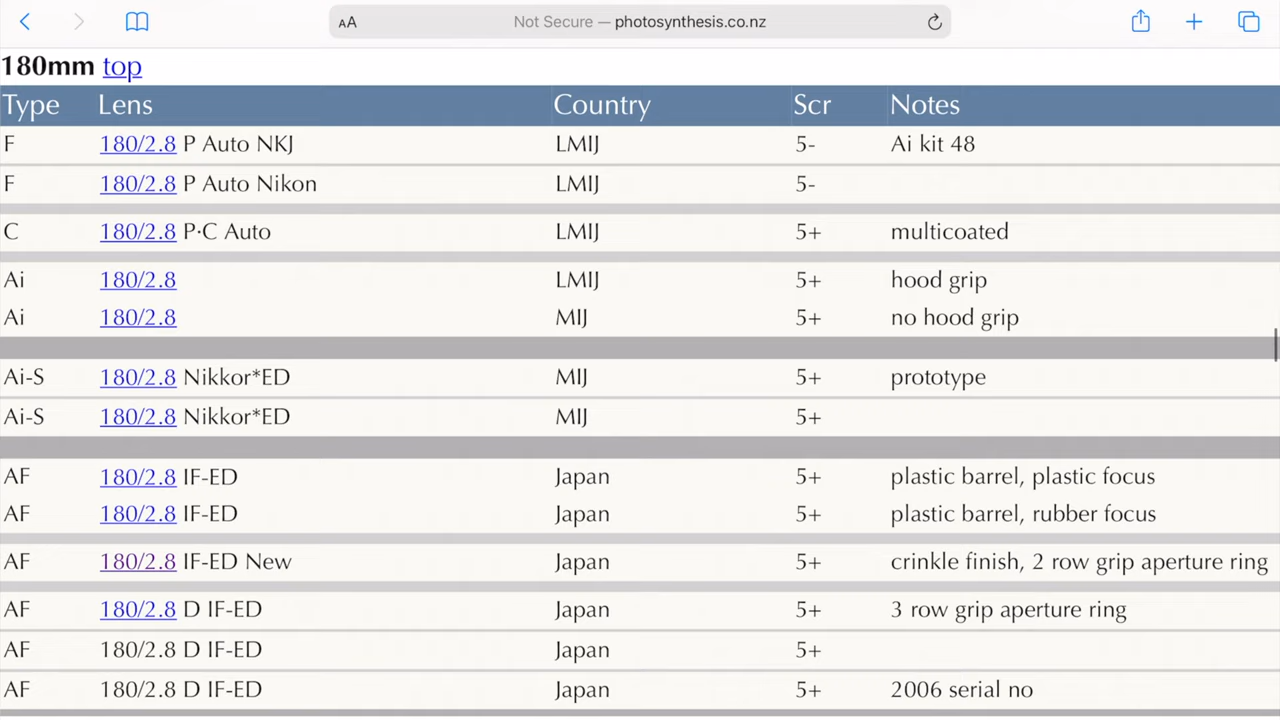 AA Not Secure — photosynthesis.co.nz
180mm top
Type Lens Country Scr Notes
F 180/2.8 P Auto NKJ LMIJ 5- Ai kit 48
F 180/2.8 P Auto Nikon LMIJ 5-
C 180/2.8 P·C Auto LMIJ 5+ multicoated
Ai 180/2.8 LMIJ 5+ hood grip
Ai 180/2.8 MIJ 5+ no hood grip
Ai-S 180/2.8 Nikkor*ED MIJ 5+ prototype
Ai-S 180/2.8 Nikkor*ED MIJ 5+
AF 180/2.8 IF-ED Japan 5+ plastic barrel, plastic focus
AF 180/2.8 IF-ED Japan 5+ plastic barrel, rubber focus
AF 180/2.8 IF-ED New Japan 5+ crinkle finish, 2 row grip aperture ring
AF 180/2.8 D IF-ED Japan 5+ 3 row grip aperture ring
AF 180/2.8 D IF-ED Japan 5+
AF 180/2.8 D IF-ED Japan 5+ 2006 serial no